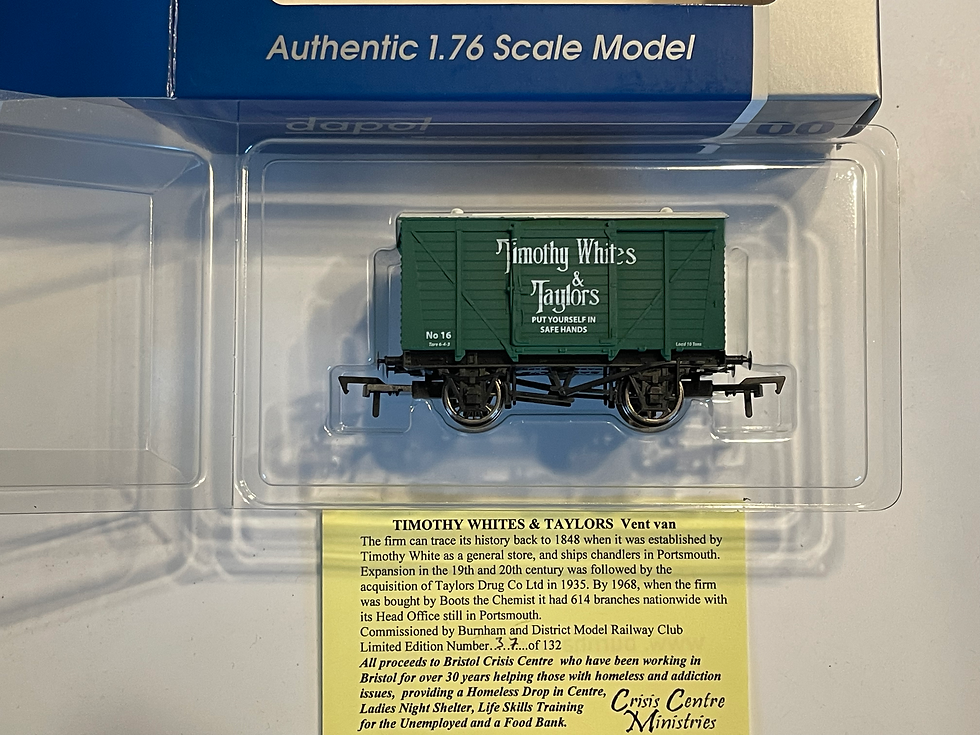 Authentic 1.76 Scale Model
dapol
OO
Timothy Whites
&
Taylors
PUT YOURSELF IN
SAFE HANDS
No 16
Tare 6-4-3
Load 10 Tons
TIMOTHY WHITES & TAYLORS Vent van
The firm can trace its history back to 1848 when it was established by
Timothy White as a general store, and ships chandlers in Portsmouth.
Expansion in the 19th and 20th century was followed by the
acquisition of Taylors Drug Co Ltd in 1935. By 1968, when the firm
was bought by Boots the Chemist it had 614 branches nationwide with
its Head Office still in Portsmouth.
Commissioned by Burnham and District Model Railway Club
Limited Edition Number..37...of 132
All proceeds to Bristol Crisis Centre who have been working in
Bristol for over 30 years helping those with homeless and addiction
issues, providing a Homeless Drop in Centre,
Ladies Night Shelter, Life Skills Training
for the Unemployed and a Food Bank.
Crisis Centre
Ministries